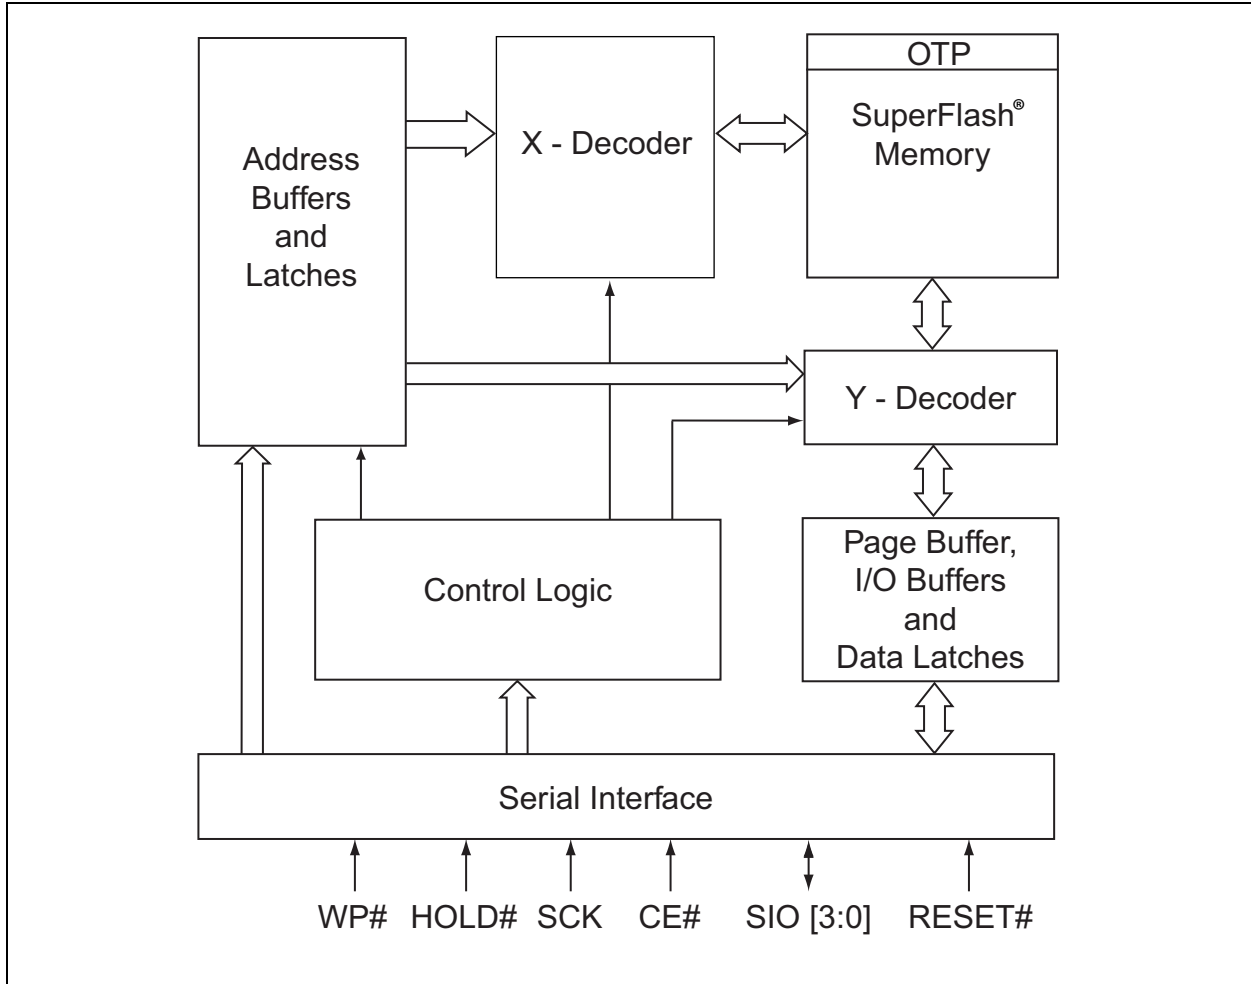 OTP
SuperFlash®
Memory
X - Decoder
Address
Buffers
and
Latches
Y - Decoder
Page Buffer,
I/O Buffers
and
Data Latches
Control Logic
Serial Interface
WP# HOLD# SCK CE# SIO [3:0] RESET#